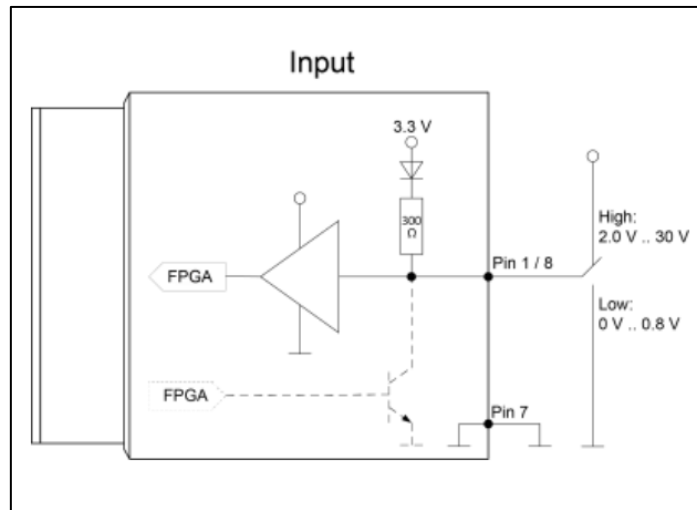 Input
3.3 V
300
Ω
High:
2.0 V .. 30 V
Pin 1 / 8
FPGA
Low:
0 V .. 0.8 V
FPGA
Pin 7